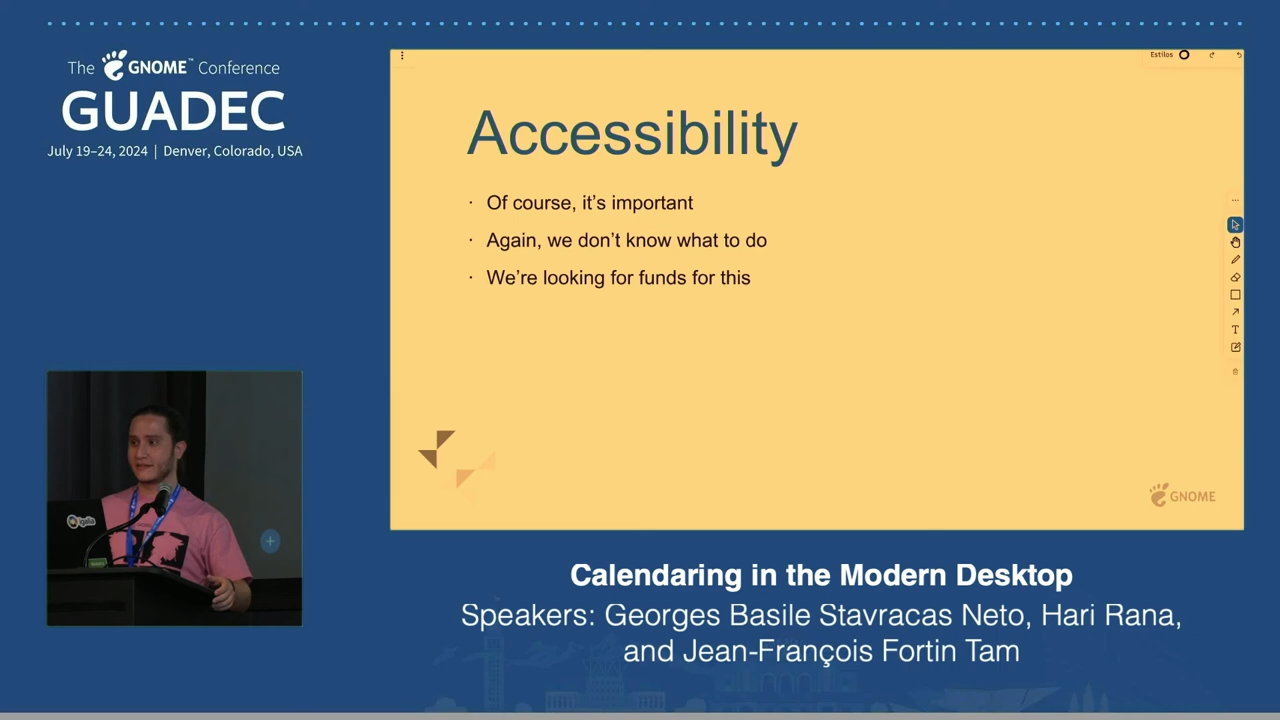 The GNOME™ Conference
GUADEC
July 19–24, 2024 | Denver, Colorado, USA
Estilos
Accessibility
· Of course, it's important
· Again, we don't know what to do
· We're looking for funds for this
T
GNOME
igalia
Calendaring in the Modern Desktop
Speakers: Georges Basile Stavracas Neto, Hari Rana,
and Jean-François Fortin Tam